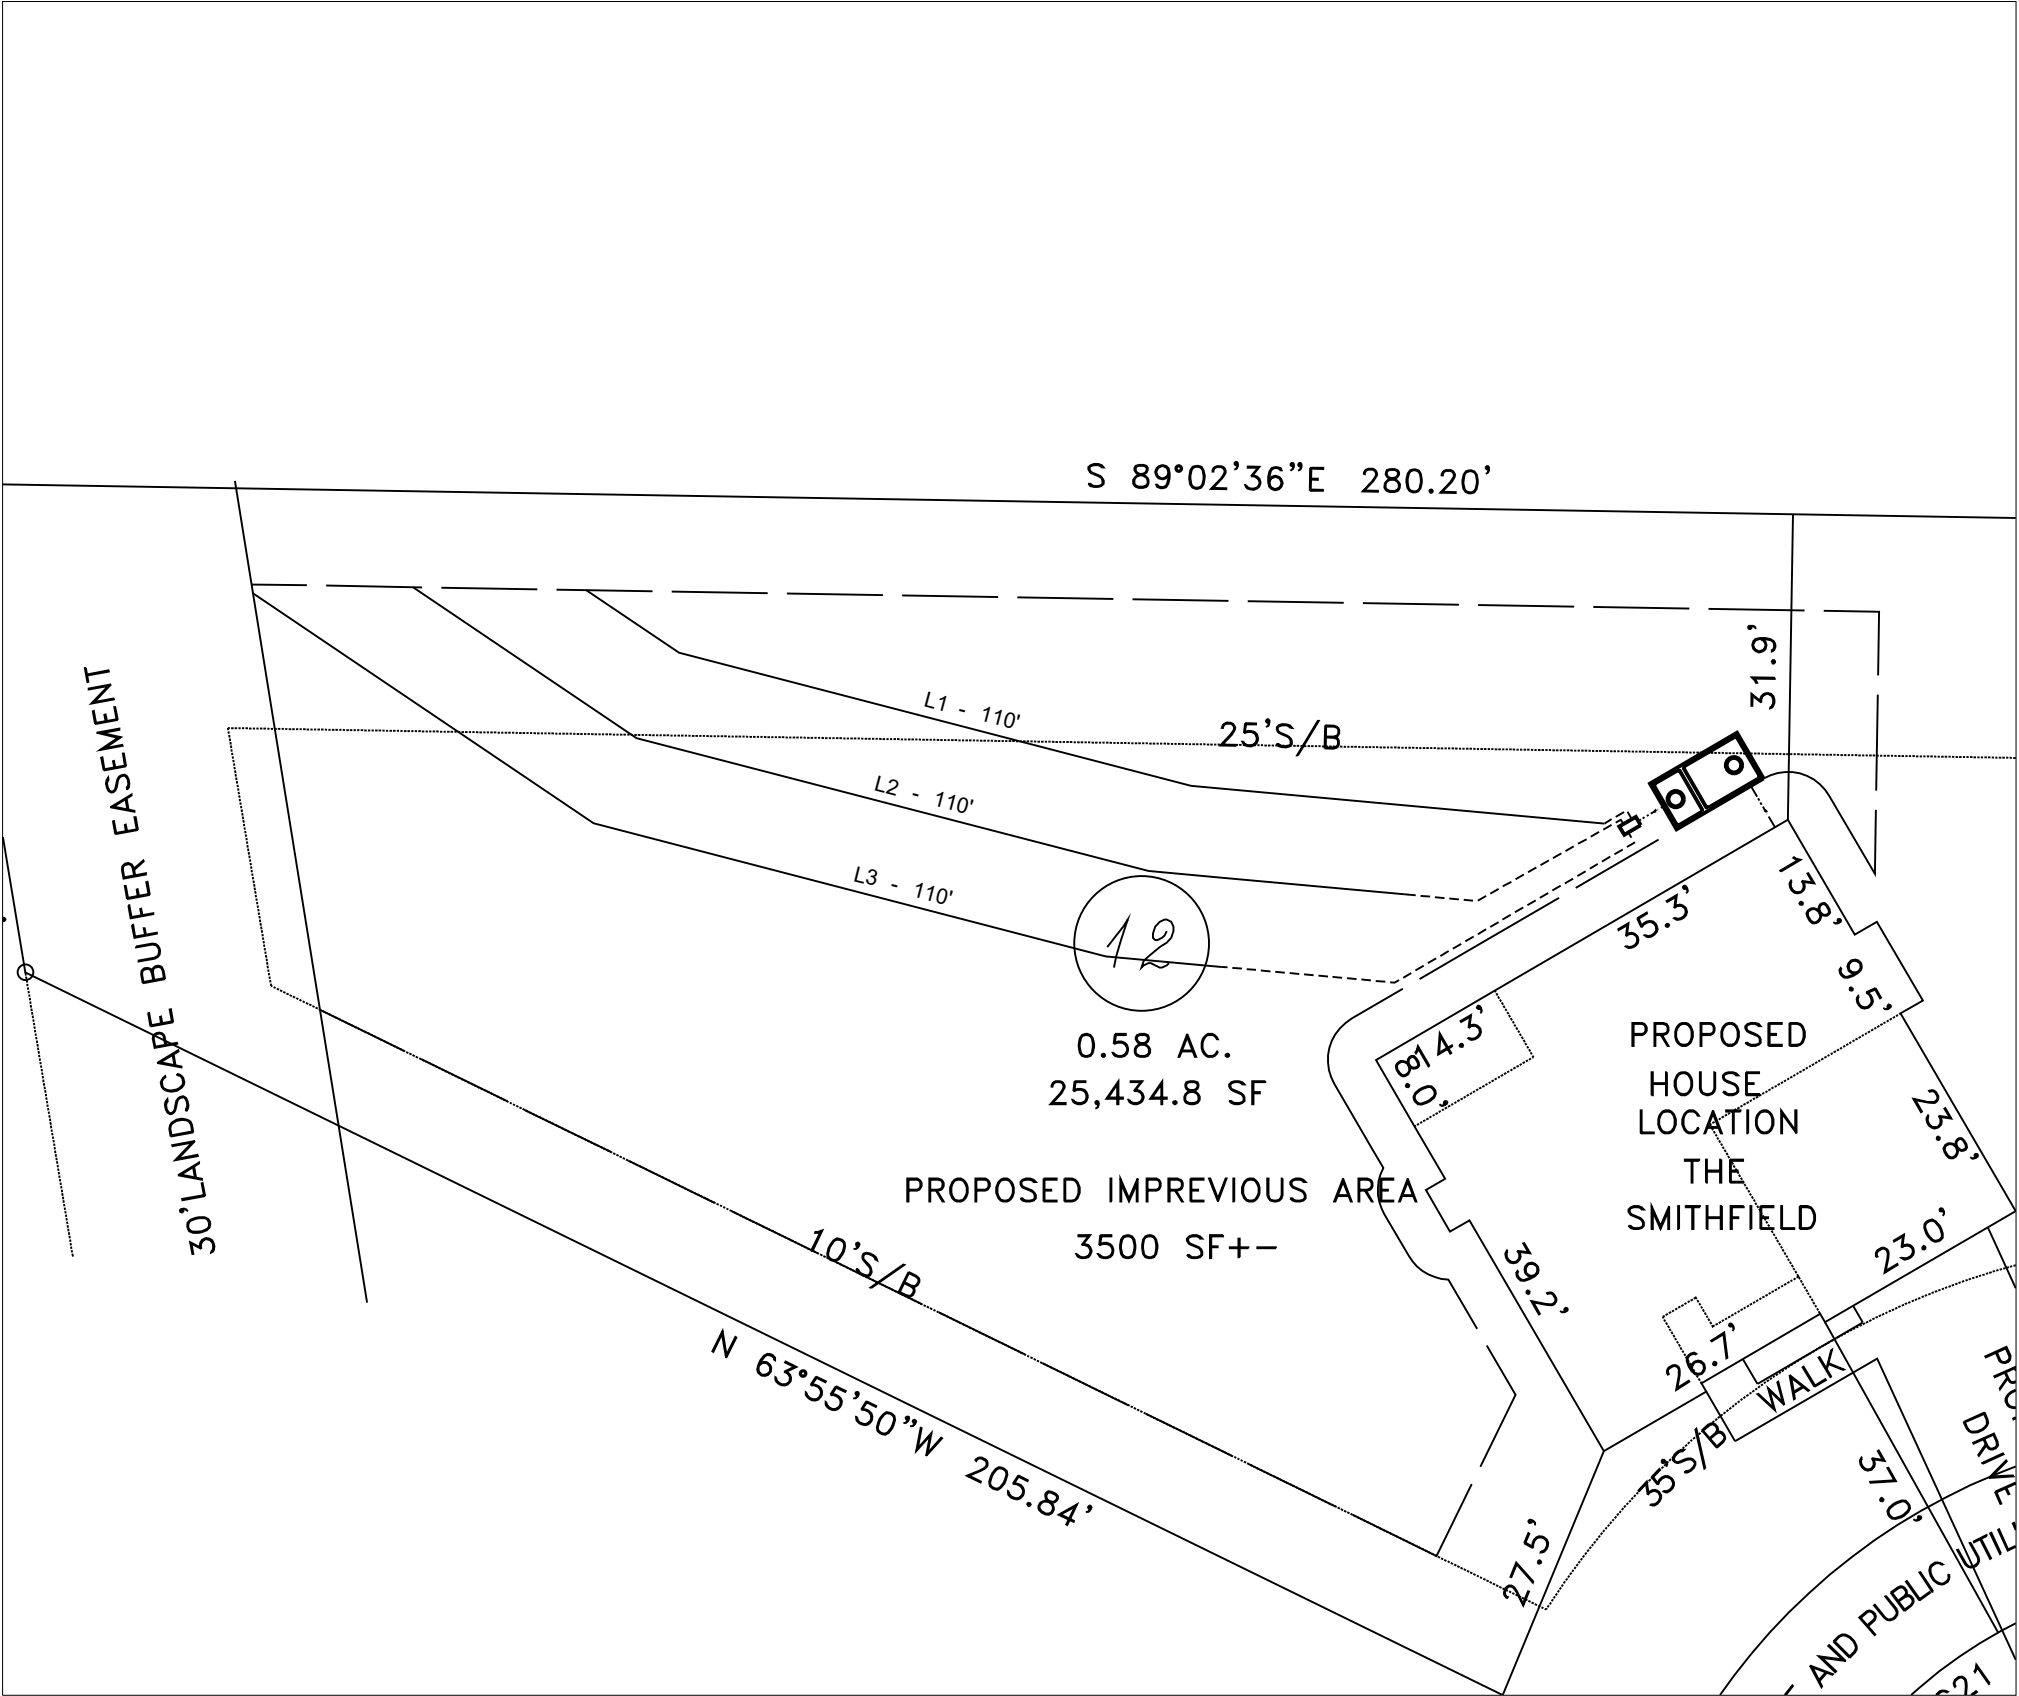 S 89°02'36"E 280.20'
31.9'
30'LANDSCAPE BUFFER EASEMENT
L1 - 110'
25'S/B
L2 - 110'
L3 - 110'
12
0.58 AC.
25,434.8 SF
PROPOSED IMPREVIOUS AREA
3500 SF+-
35.3'
13.8'
9.5'
14.3'
8.0'
PROPOSED
HOUSE
LOCATION
THE
SMITHFIELD
23.8'
23.0'
39.2'
26.7'
WALK
10'S/B
N 63°55'50"W 205.84'
35'S/B
37.0'
27.5'
DRIVE
AND PUBLIC UTIL